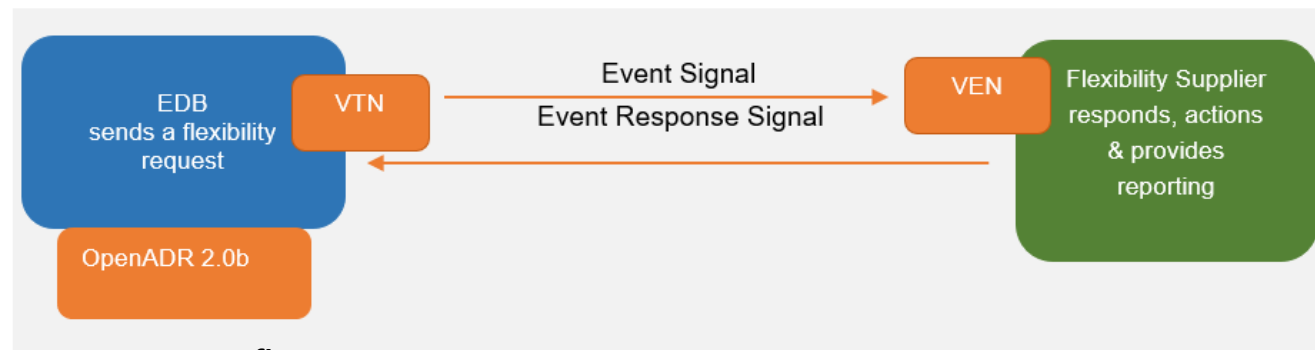 EDB
sends a flexibility
request
VTN
OpenADR 2.0b
Event Signal
Event Response Signal
VEN
Flexibility Supplier
responds, actions
& provides
reporting